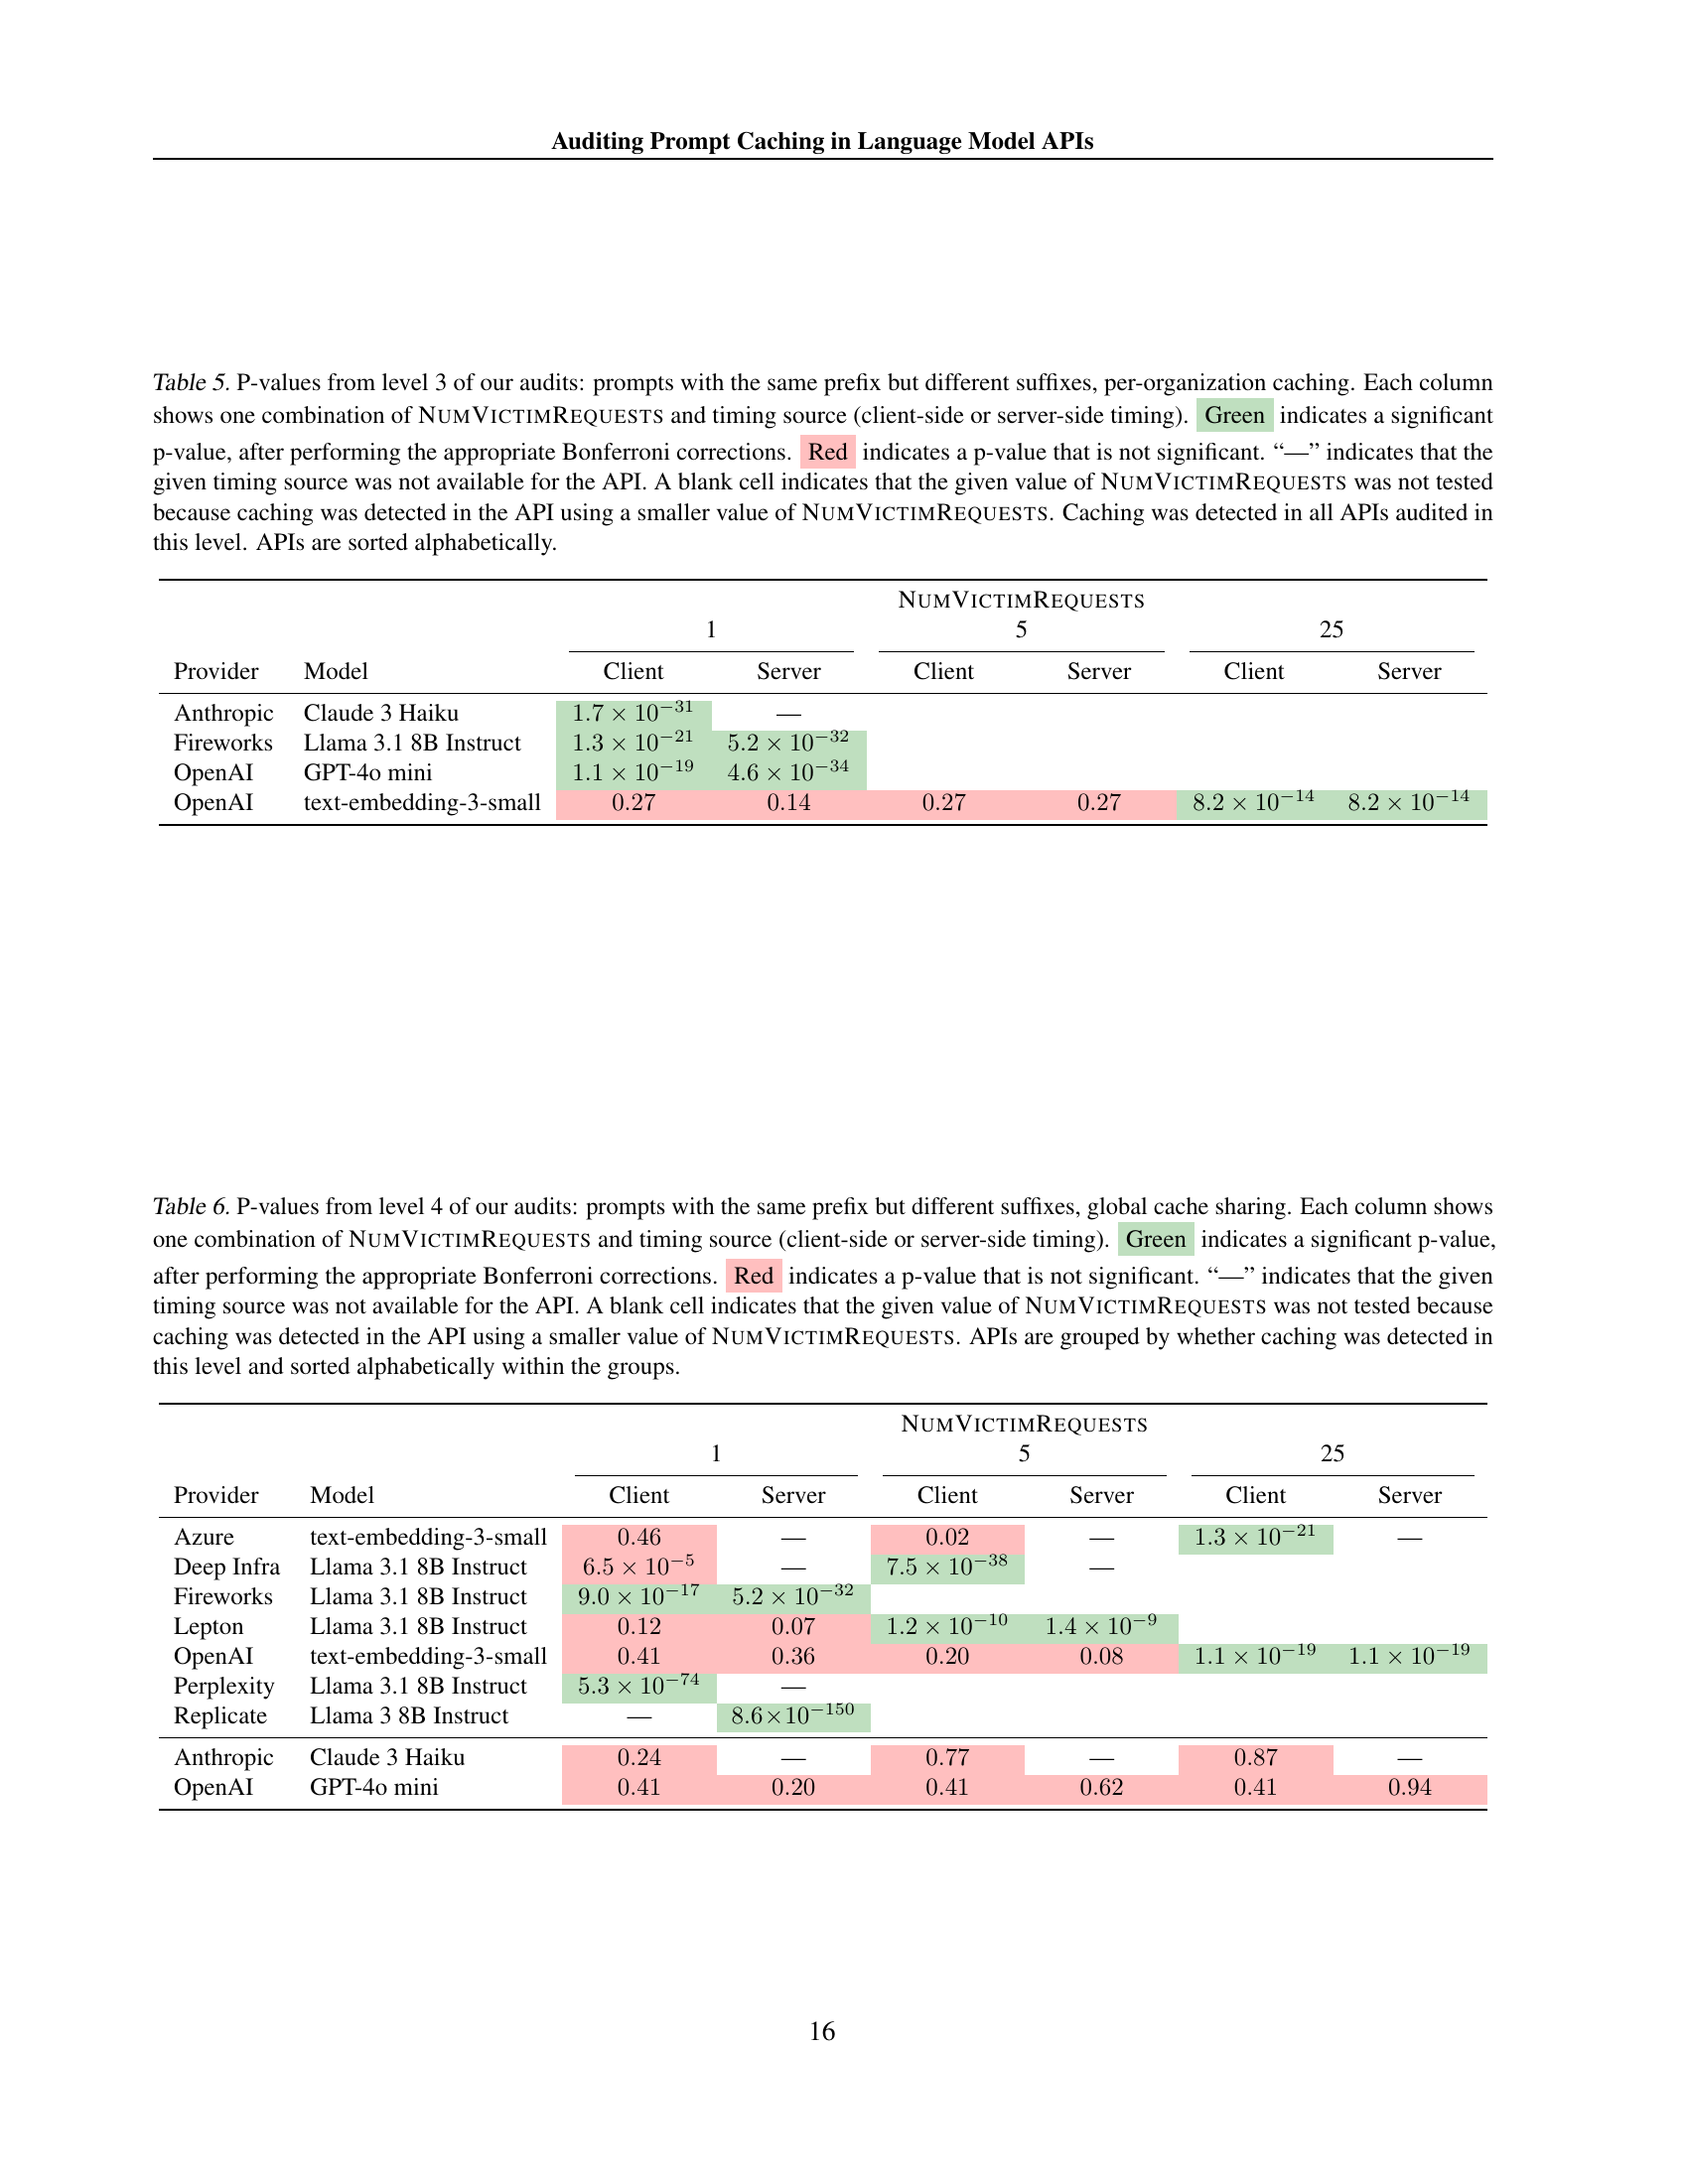 Auditing Prompt Caching in Language Model APIs
Table 5. P-values from level 3 of our audits: prompts with the same prefix but different suffixes, per-organization caching. Each column
shows one combination of NUMVICTIMREQUESTS and timing source (client-side or server-side timing). Green indicates a significant
p-value, after performing the appropriate Bonferroni corrections. Red indicates a p-value that is not significant. “—” indicates that the
given timing source was not available for the API. A blank cell indicates that the given value of NUMVICTIMREQUESTS was not tested
because caching was detected in the API using a smaller value of NUMVICTIMREQUESTS. Caching was detected in all APIs audited in
this level. APIs are sorted alphabetically.
NUMVICTIMREQUESTS
1 5 25
Provider Model Client Server Client Server Client Server
Anthropic Claude 3 Haiku 1.7 × 10⁻³¹ —
Fireworks Llama 3.1 8B Instruct 1.3 × 10⁻²¹ 5.2 × 10⁻³²
OpenAI GPT-4o mini 1.1 × 10⁻¹⁹ 4.6 × 10⁻³⁴
OpenAI text-embedding-3-small 0.27 0.14 0.27 0.27 8.2 × 10⁻¹⁴ 8.2 × 10⁻¹⁴
Table 6. P-values from level 4 of our audits: prompts with the same prefix but different suffixes, global cache sharing. Each column shows
one combination of NUMVICTIMREQUESTS and timing source (client-side or server-side timing). Green indicates a significant p-value,
after performing the appropriate Bonferroni corrections. Red indicates a p-value that is not significant. “—” indicates that the given
timing source was not available for the API. A blank cell indicates that the given value of NUMVICTIMREQUESTS was not tested because
caching was detected in the API using a smaller value of NUMVICTIMREQUESTS. APIs are grouped by whether caching was detected in
this level and sorted alphabetically within the groups.
NUMVICTIMREQUESTS
1 5 25
Provider Model Client Server Client Server Client Server
Azure text-embedding-3-small 0.46 — 0.02 — 1.3 × 10⁻²¹ —
Deep Infra Llama 3.1 8B Instruct 6.5 × 10⁻⁵ — 7.5 × 10⁻³⁸ —
Fireworks Llama 3.1 8B Instruct 9.0 × 10⁻¹⁷ 5.2 × 10⁻³²
Lepton Llama 3.1 8B Instruct 0.12 0.07 1.2 × 10⁻¹⁰ 1.4 × 10⁻⁹
OpenAI text-embedding-3-small 0.41 0.36 0.20 0.08 1.1 × 10⁻¹⁹ 1.1 × 10⁻¹⁹
Perplexity Llama 3.1 8B Instruct 5.3 × 10⁻⁷⁴ —
Replicate Llama 3 8B Instruct — 8.6×10⁻¹⁵⁰
Anthropic Claude 3 Haiku 0.24 — 0.77 — 0.87 —
OpenAI GPT-4o mini 0.41 0.20 0.41 0.62 0.41 0.94
16